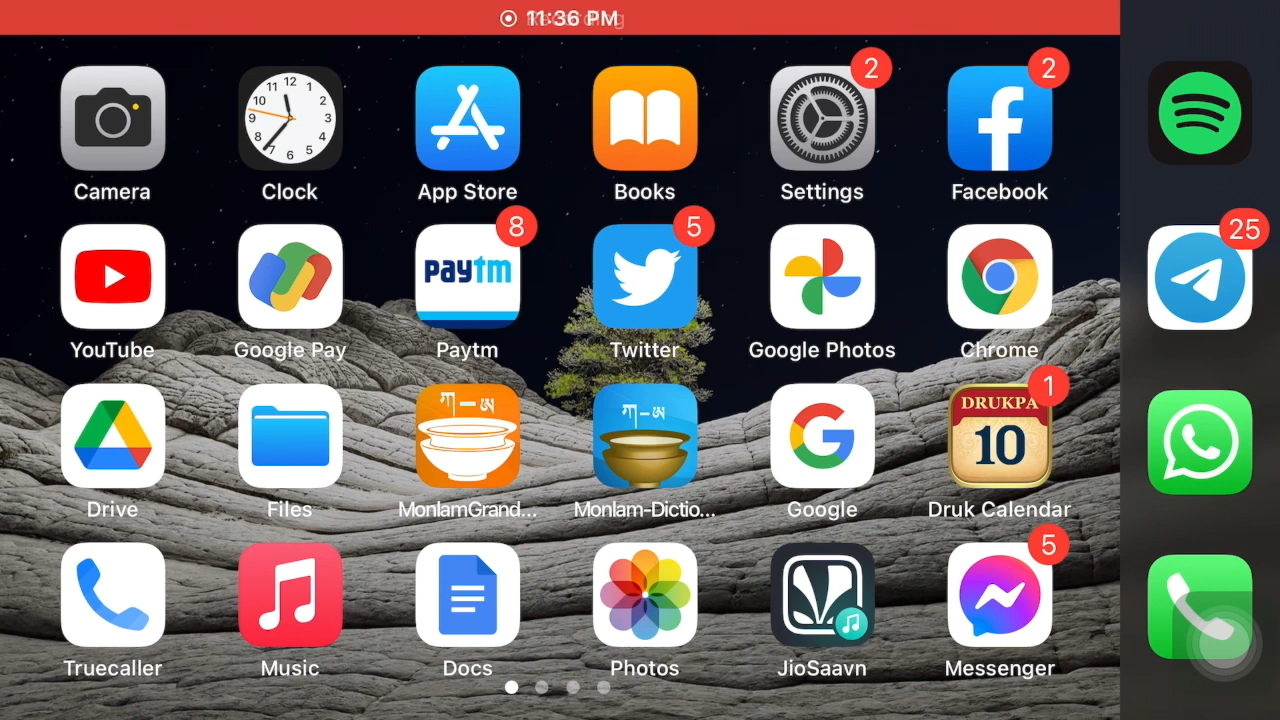 11:36 PM
2
2
Camera
Clock
App Store
Books
Settings
Facebook
8
5
25
paytm
YouTube
Google Pay
Paytm
Twitter
Google Photos
Chrome
1
ཀ-ཨ
ཀ-ཨ
DRUKPA
10
Drive
Files
MonlamGrand...
Monlam-Dictio...
Google
Druk Calendar
5
Truecaller
Music
Docs
Photos
JioSaavn
Messenger